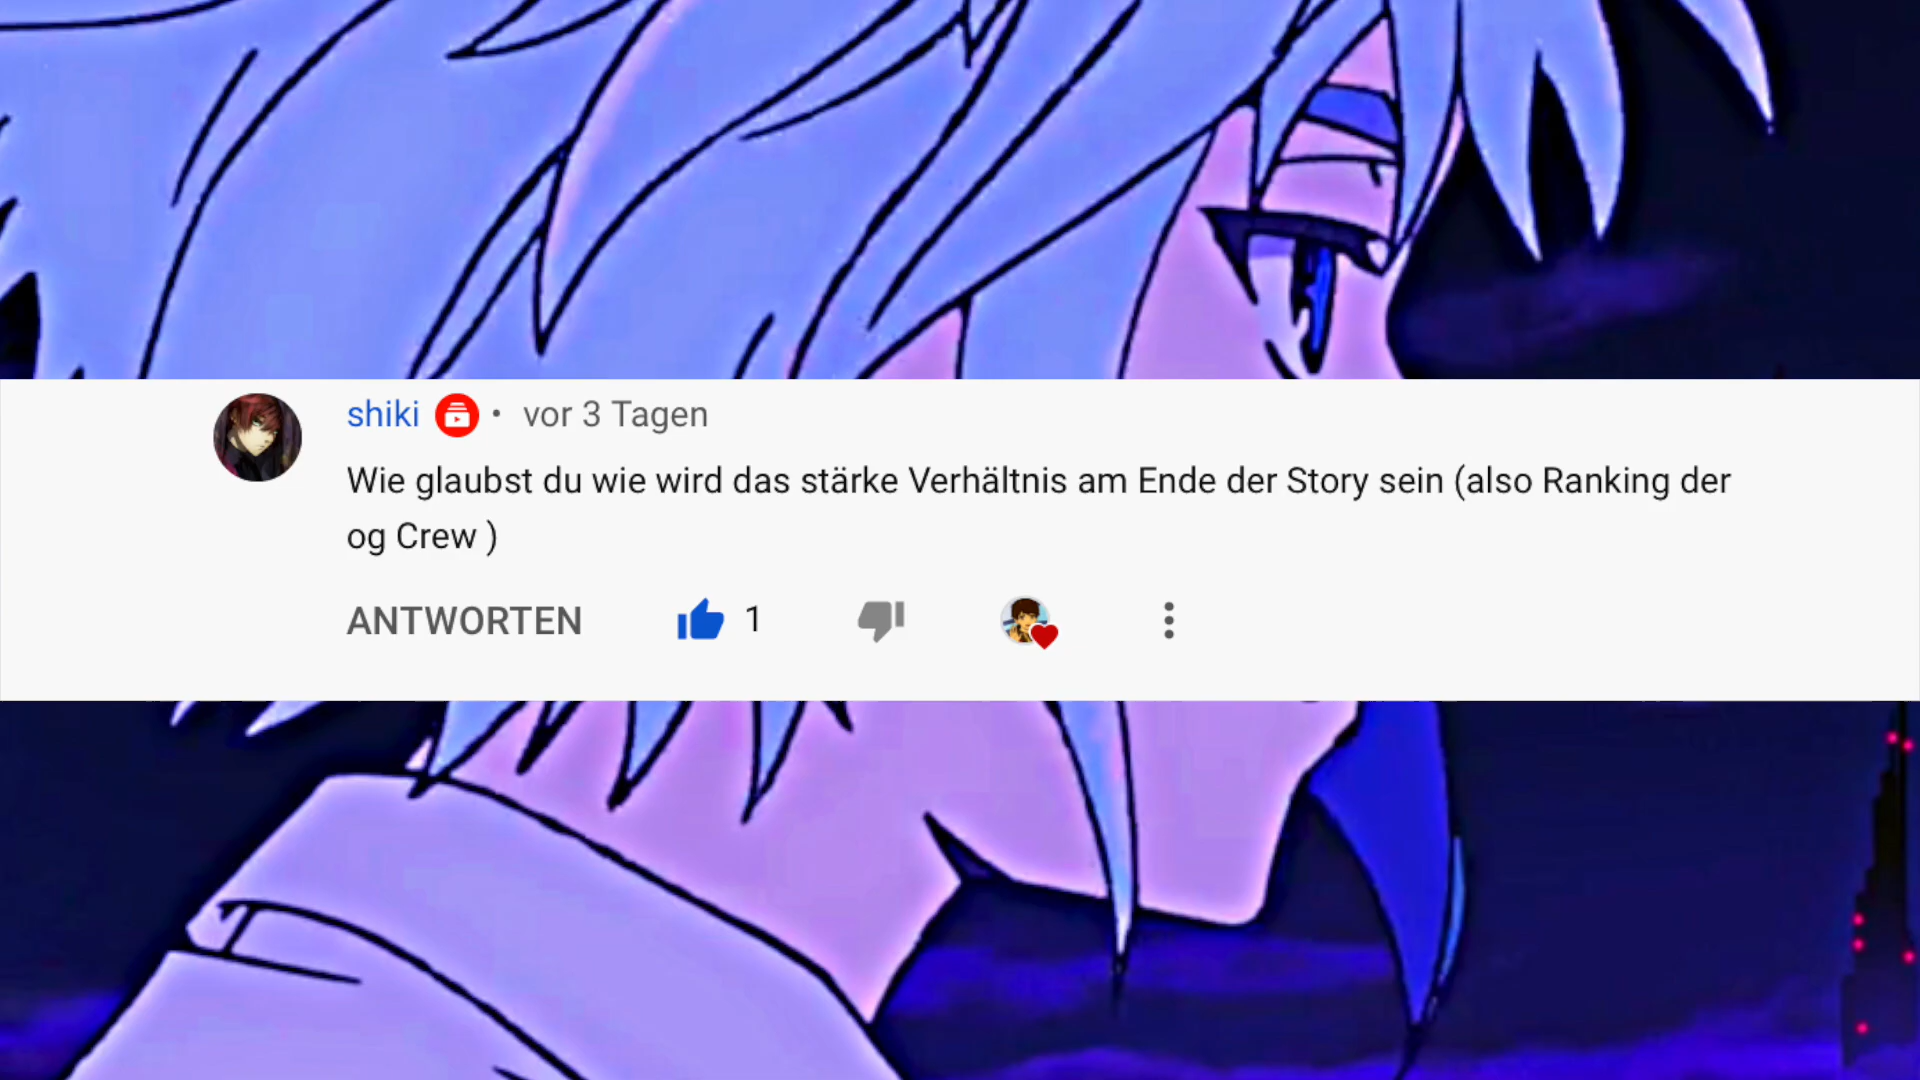 shiki • vor 3 Tagen
Wie glaubst du wie wird das stärke Verhältnis am Ende der Story sein (also Ranking der
og Crew )
ANTWORTEN 1